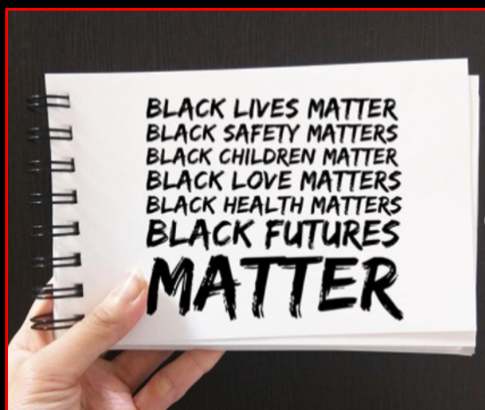 BLACK LIVES MATTER
BLACK SAFETY MATTERS
BLACK CHILDREN MATTER
BLACK LOVE MATTERS
BLACK HEALTH MATTERS
BLACK FUTURES
MATTER